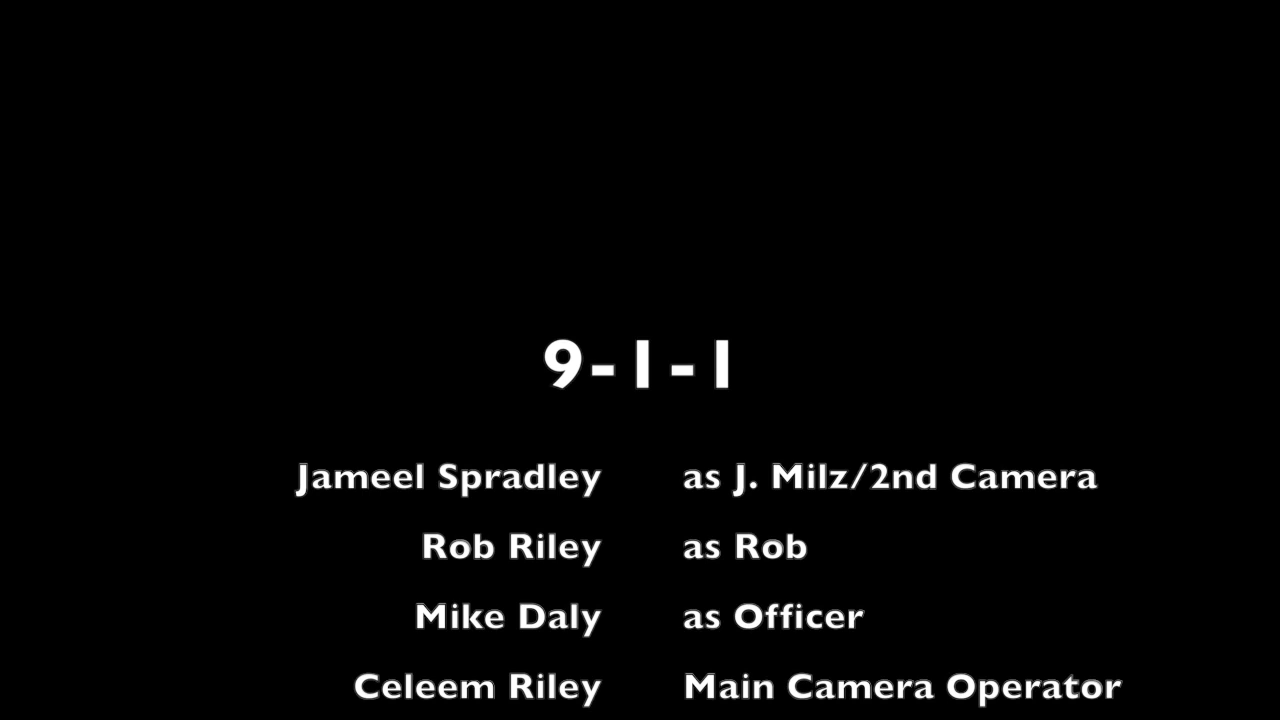 9-1-1
Jameel Spradley as J. Milz/2nd Camera
Rob Riley as Rob
Mike Daly as Officer
Celeem Riley Main Camera Operator